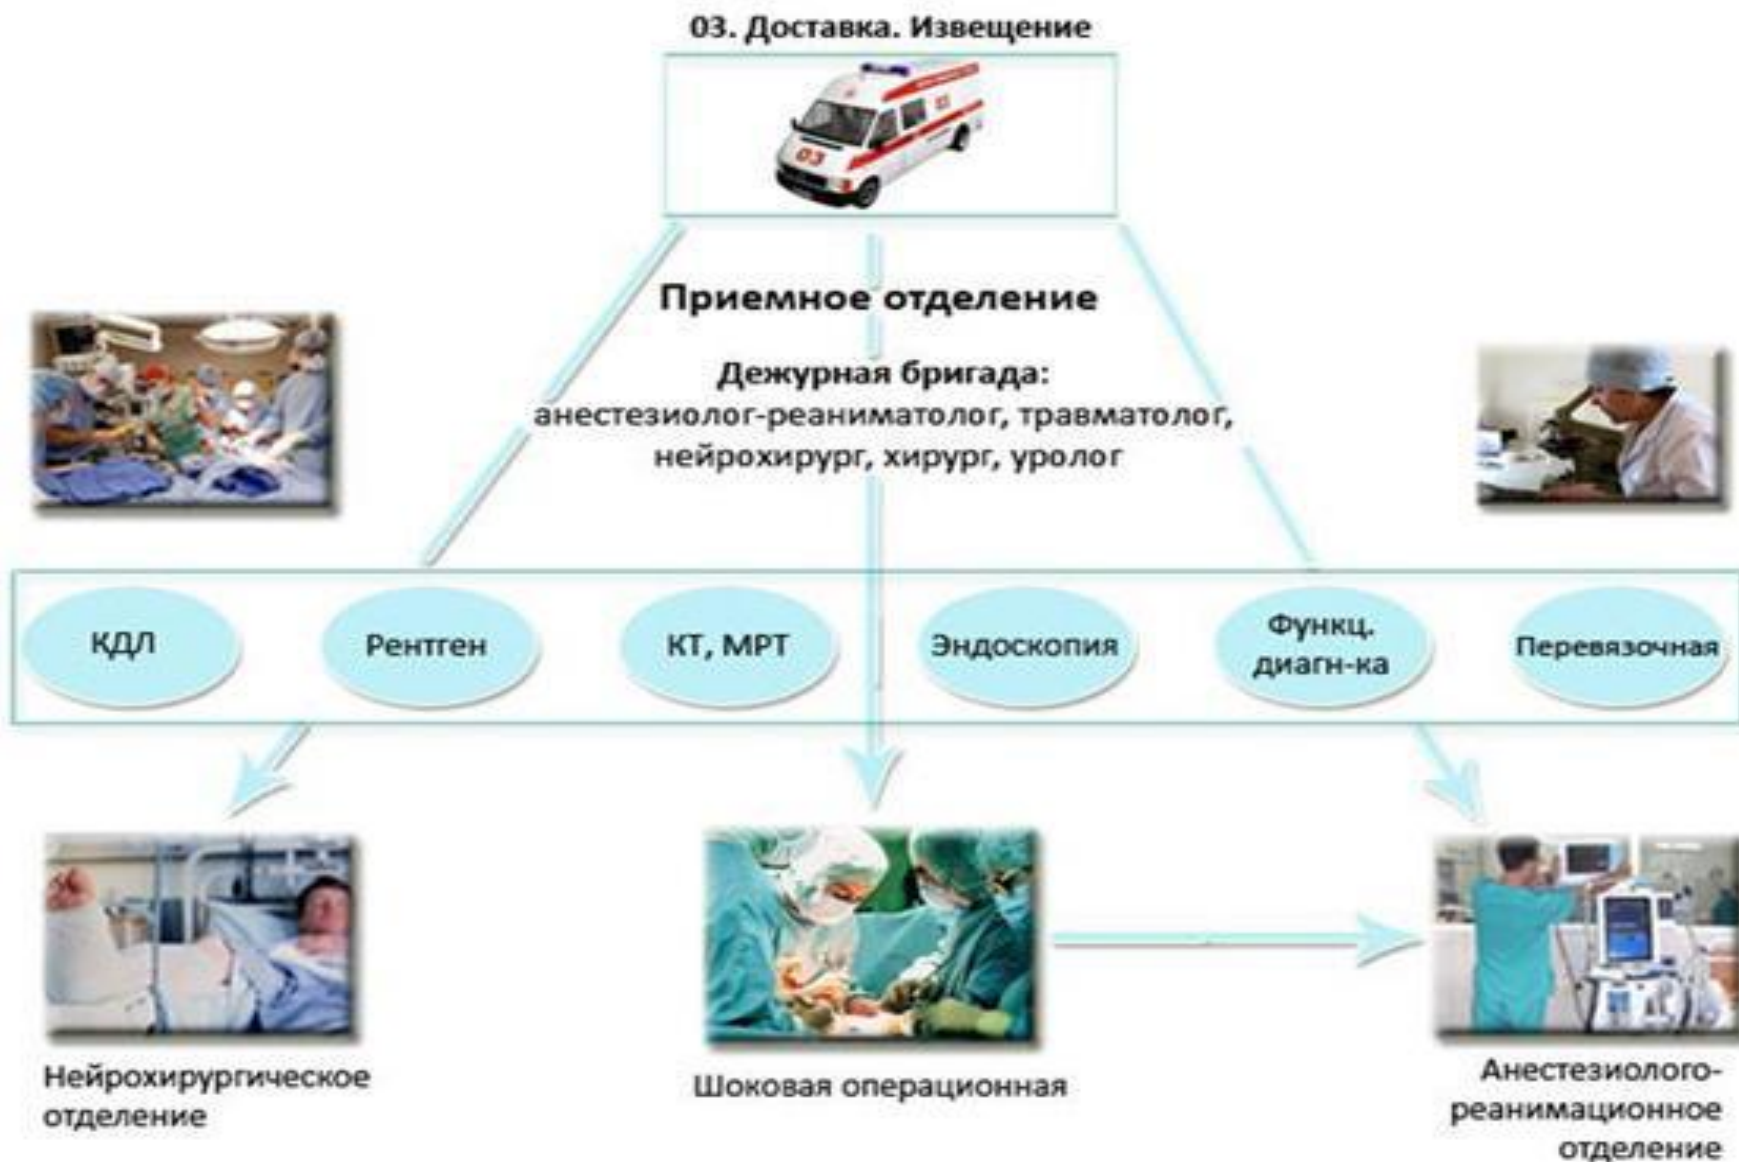 03. Доставка. Извещение
03
Приемное отделение
Дежурная бригада:
анестезиолог-реаниматолог, травматолог,
нейрохирург, хирург, уролог
КДЛ
Рентген
КТ, МРТ
Эндоскопия
Функц.
диагн-ка
Перевязочная
Нейрохирургическое
отделение
Шоковая операционная
Анестезиолого-
реанимационное
отделение